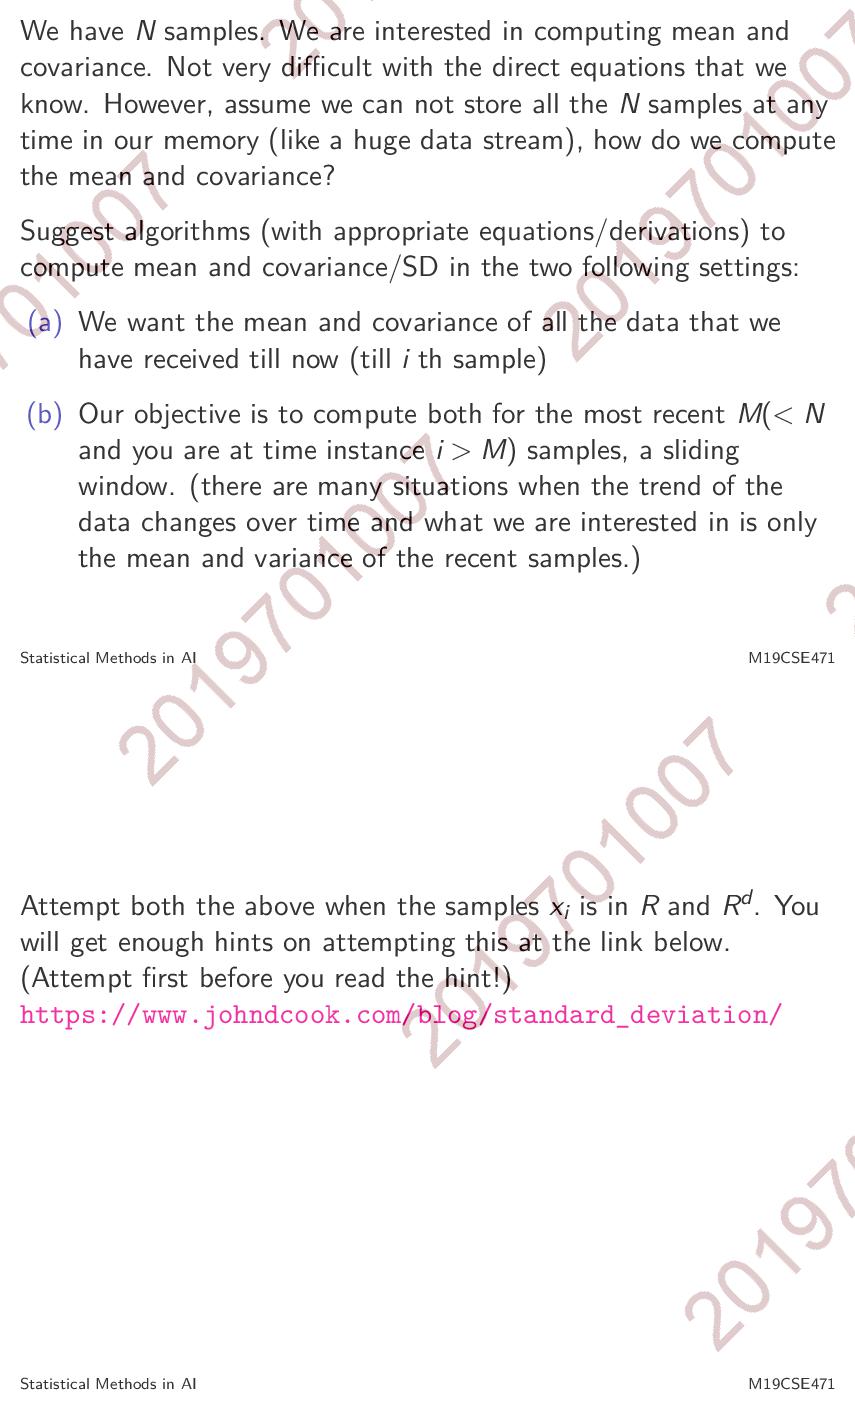 We have N samples. We are interested in computing mean and
covariance. Not very difficult with the direct equations that we
know. However, assume we can not store all the N samples at any
time in our memory (like a huge data stream), how do we compute
the mean and covariance?
Suggest algorithms (with appropriate equations/derivations) to
compute mean and covariance/SD in the two following settings:
(a) We want the mean and covariance of all the data that we
have received till now (till i th sample)
(b) Our objective is to compute both for the most recent M(< N
and you are at time instance i > M) samples, a sliding
window. (there are many situations when the trend of the
data changes over time and what we are interested in is only
the mean and variance of the recent samples.)
Statistical Methods in AI
M19CSE471
2019701007
2019701007
2019701007
Attempt both the above when the samples xᵢ is in R and Rᵈ. You
will get enough hints on attempting this at the link below.
(Attempt first before you read the hint!)
https://www.johndcook.com/blog/standard_deviation/
Statistical Methods in AI
M19CSE471